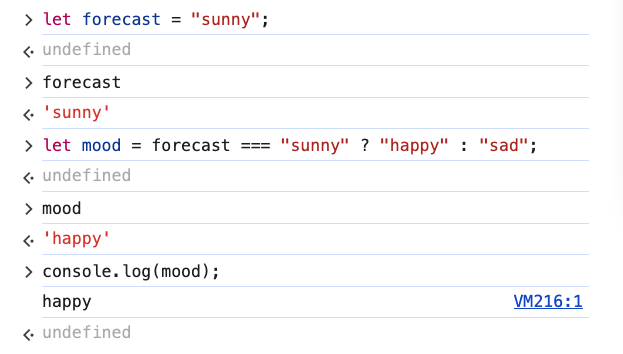 > let forecast = "sunny";
undefined
> forecast
'sunny'
> let mood = forecast === "sunny" ? "happy" : "sad";
undefined
> mood
'happy'
> console.log(mood);
happy VM216:1
undefined